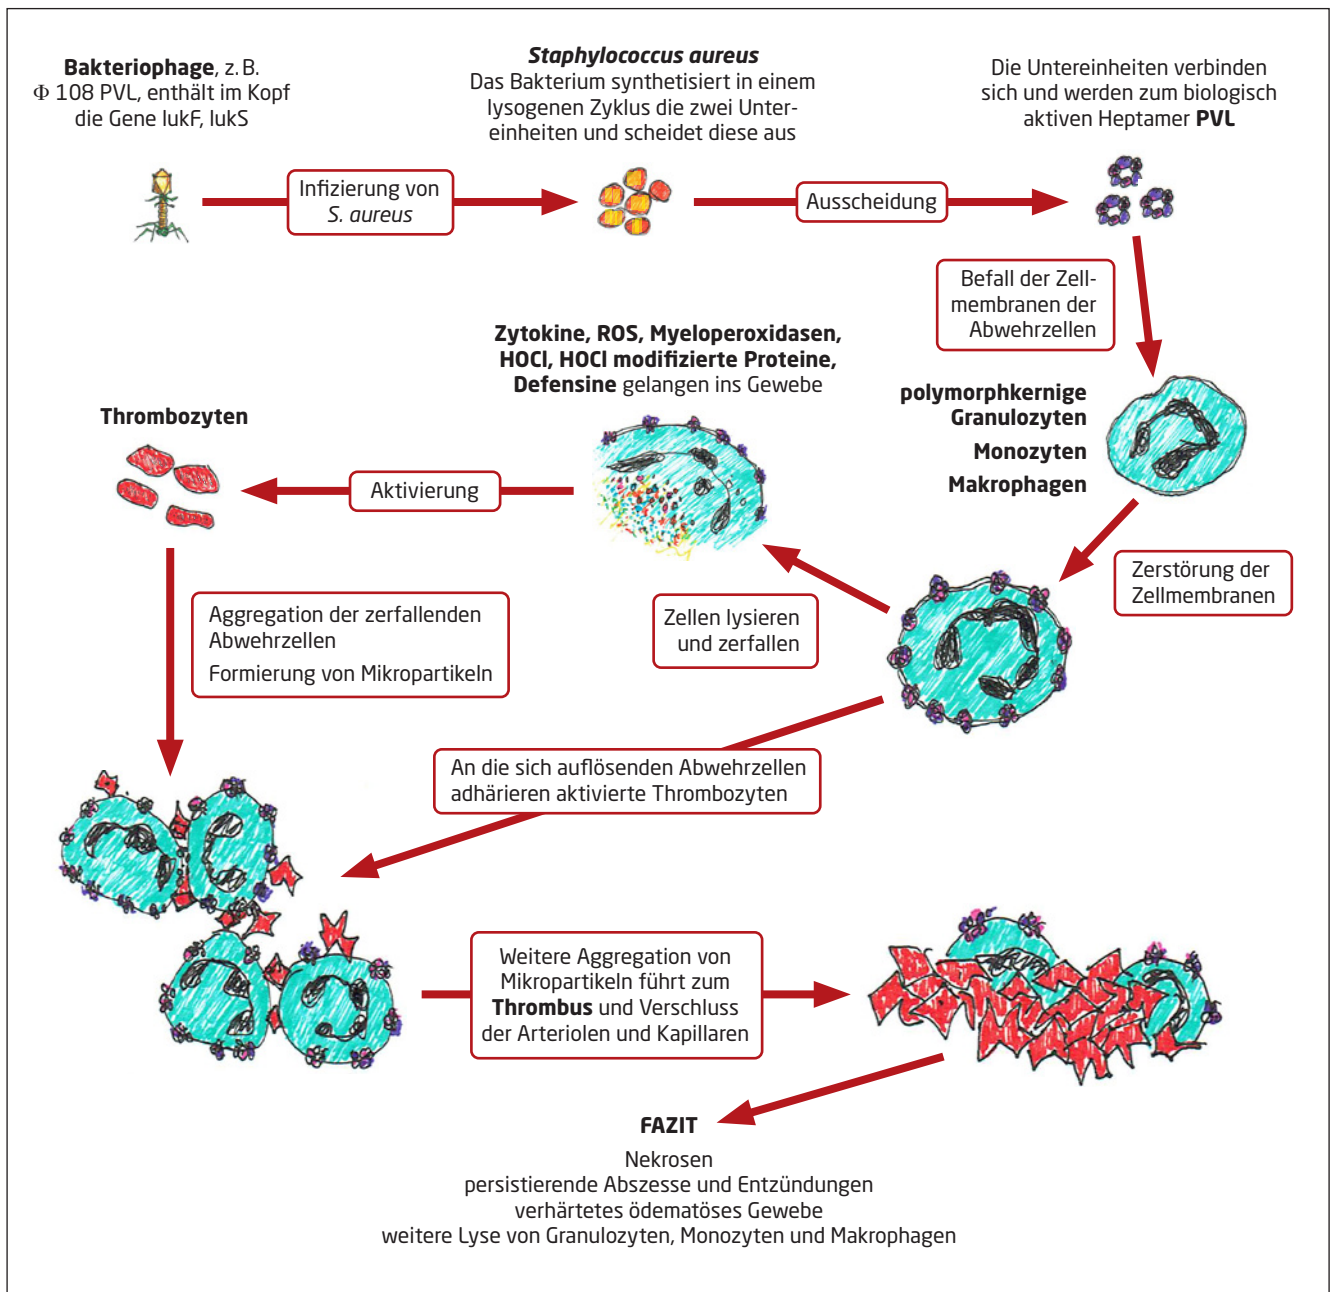 Bakteriophage, z. B.
Φ 108 PVL, enthält im Kopf
die Gene lukF, lukS
Staphylococcus aureus
Das Bakterium synthetisiert in einem
lysogenen Zyklus die zwei Unter-
einheiten und scheidet diese aus
Die Untereinheiten verbinden
sich und werden zum biologisch
aktiven Heptamer PVL
Infizierung von
S. aureus
Ausscheidung
Befall der Zell-
membranen der
Abwehrzellen
Zytokine, ROS, Myeloperoxidasen,
HOCl, HOCl modifizierte Proteine,
Defensine gelangen ins Gewebe
polymorphkernige
Granulozyten
Monozyten
Makrophagen
Thrombozyten
Aktivierung
Zerstörung der
Zellmembranen
Zellen lysieren
und zerfallen
Aggregation der zerfallenden
Abwehrzellen
Formierung von Mikropartikeln
An die sich auflösenden Abwehrzellen
adhärieren aktivierte Thrombozyten
Weitere Aggregation von
Mikropartikeln führt zum
Thrombus und Verschluss
der Arteriolen und Kapillaren
FAZIT
Nekrosen
persistierende Abszesse und Entzündungen
verhärtetes ödematöses Gewebe
weitere Lyse von Granulozyten, Monozyten und Makrophagen